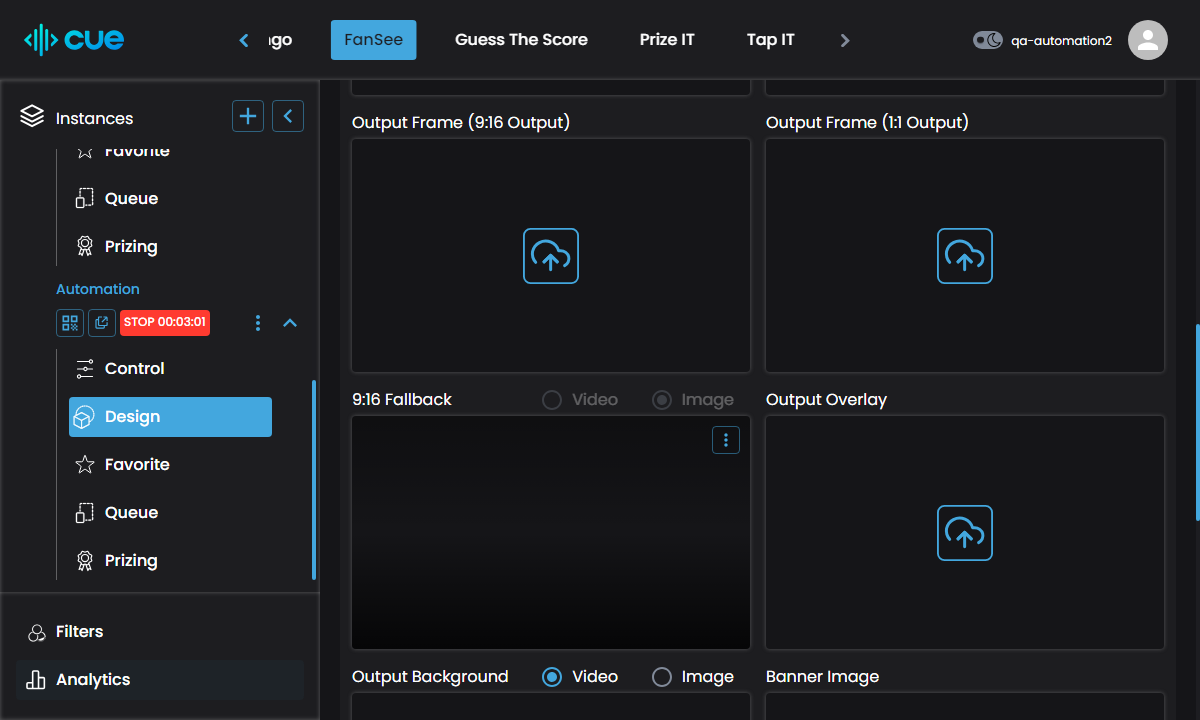 cue
FanSee
Guess The Score
Prize IT
Tap IT
qa-automation2
Instances
Favorite
Queue
Prizing
Automation
STOP 00:03:01
Control
Design
Favorite
Queue
Prizing
Filters
Analytics
Output Frame (9:16 Output)
Output Frame (1:1 Output)
9:16 Fallback
Video
Image
Output Overlay
Output Background
Video
Image
Banner Image